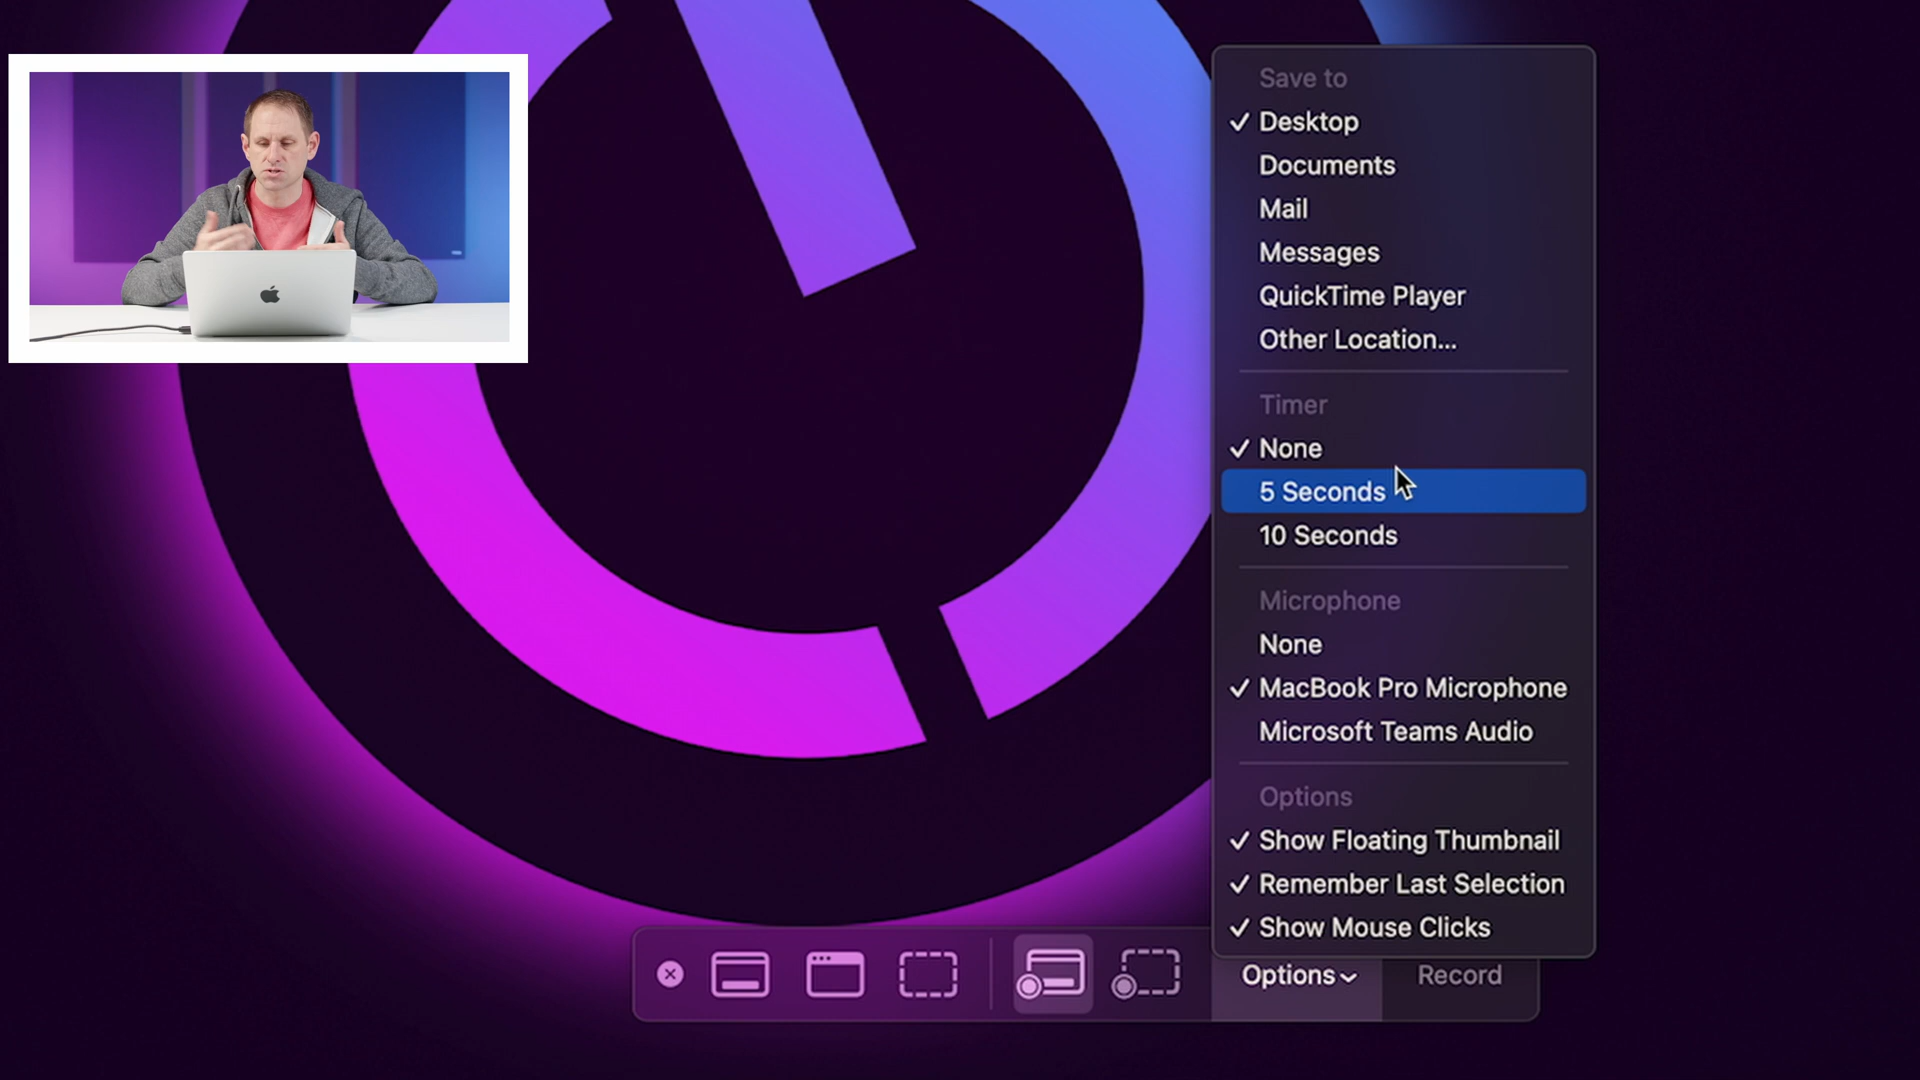 Save to
✓ Desktop
Documents
Mail
Messages
QuickTime Player
Other Location...
Timer
✓ None
5 Seconds
10 Seconds
Microphone
None
✓ MacBook Pro Microphone
Microsoft Teams Audio
Options
✓ Show Floating Thumbnail
✓ Remember Last Selection
✓ Show Mouse Clicks
Options
Record